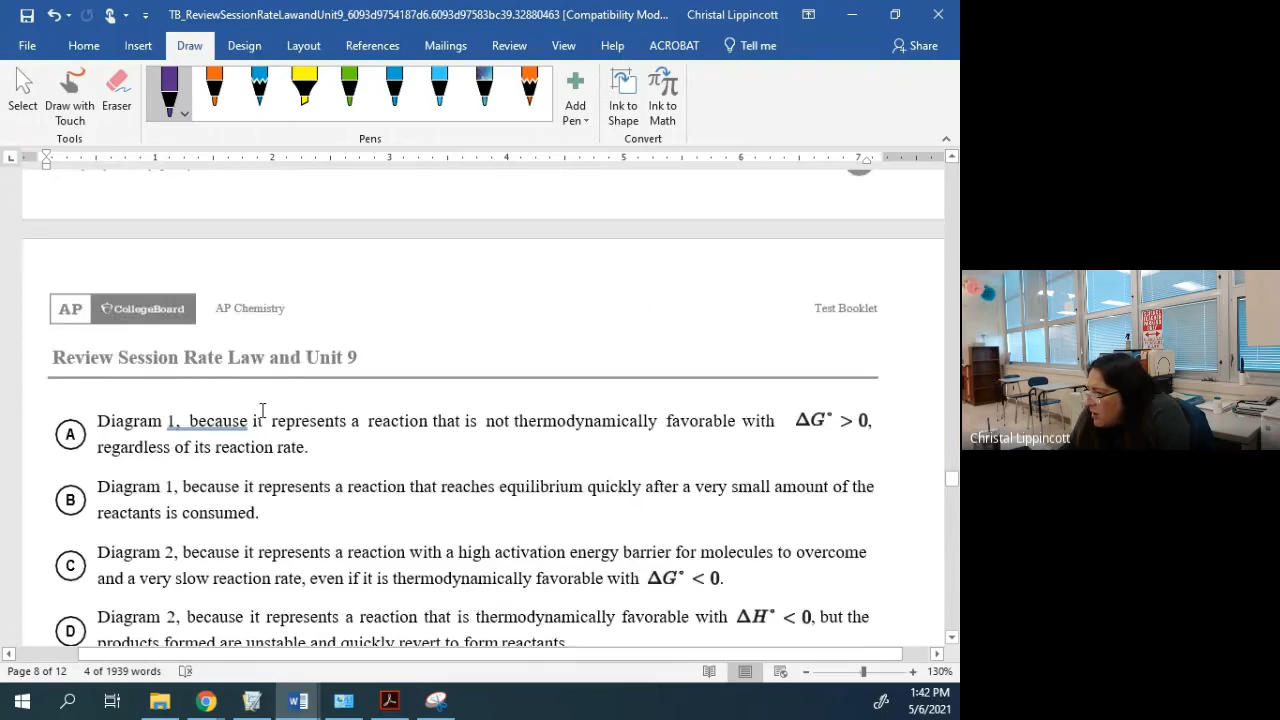 TB_ReviewSessionRateLawandUnit9_6093d9754187d6.6093d97583bc39.32880463 [Compatibility Mod... Christal Lippincott
File Home Insert Draw Design Layout References Mailings Review View Help ACROBAT Tell me Share
Select Draw with Touch Eraser Add Pen Ink to Shape Ink to Math
Tools Pens Convert
L 1 2 3 4 5 6 7
AP CollegeBoard AP Chemistry Test Booklet
Review Session Rate Law and Unit 9
A Diagram 1, because it represents a reaction that is not thermodynamically favorable with ΔG° > 0,
regardless of its reaction rate.
B Diagram 1, because it represents a reaction that reaches equilibrium quickly after a very small amount of the
reactants is consumed.
C Diagram 2, because it represents a reaction with a high activation energy barrier for molecules to overcome
and a very slow reaction rate, even if it is thermodynamically favorable with ΔG° < 0.
D Diagram 2, because it represents a reaction that is thermodynamically favorable with ΔH° < 0, but the
products formed are unstable and quickly revert to form reactants.
Page 8 of 12 4 of 1939 words 130%
1:42 PM
5/6/2021
Christal Lippincott